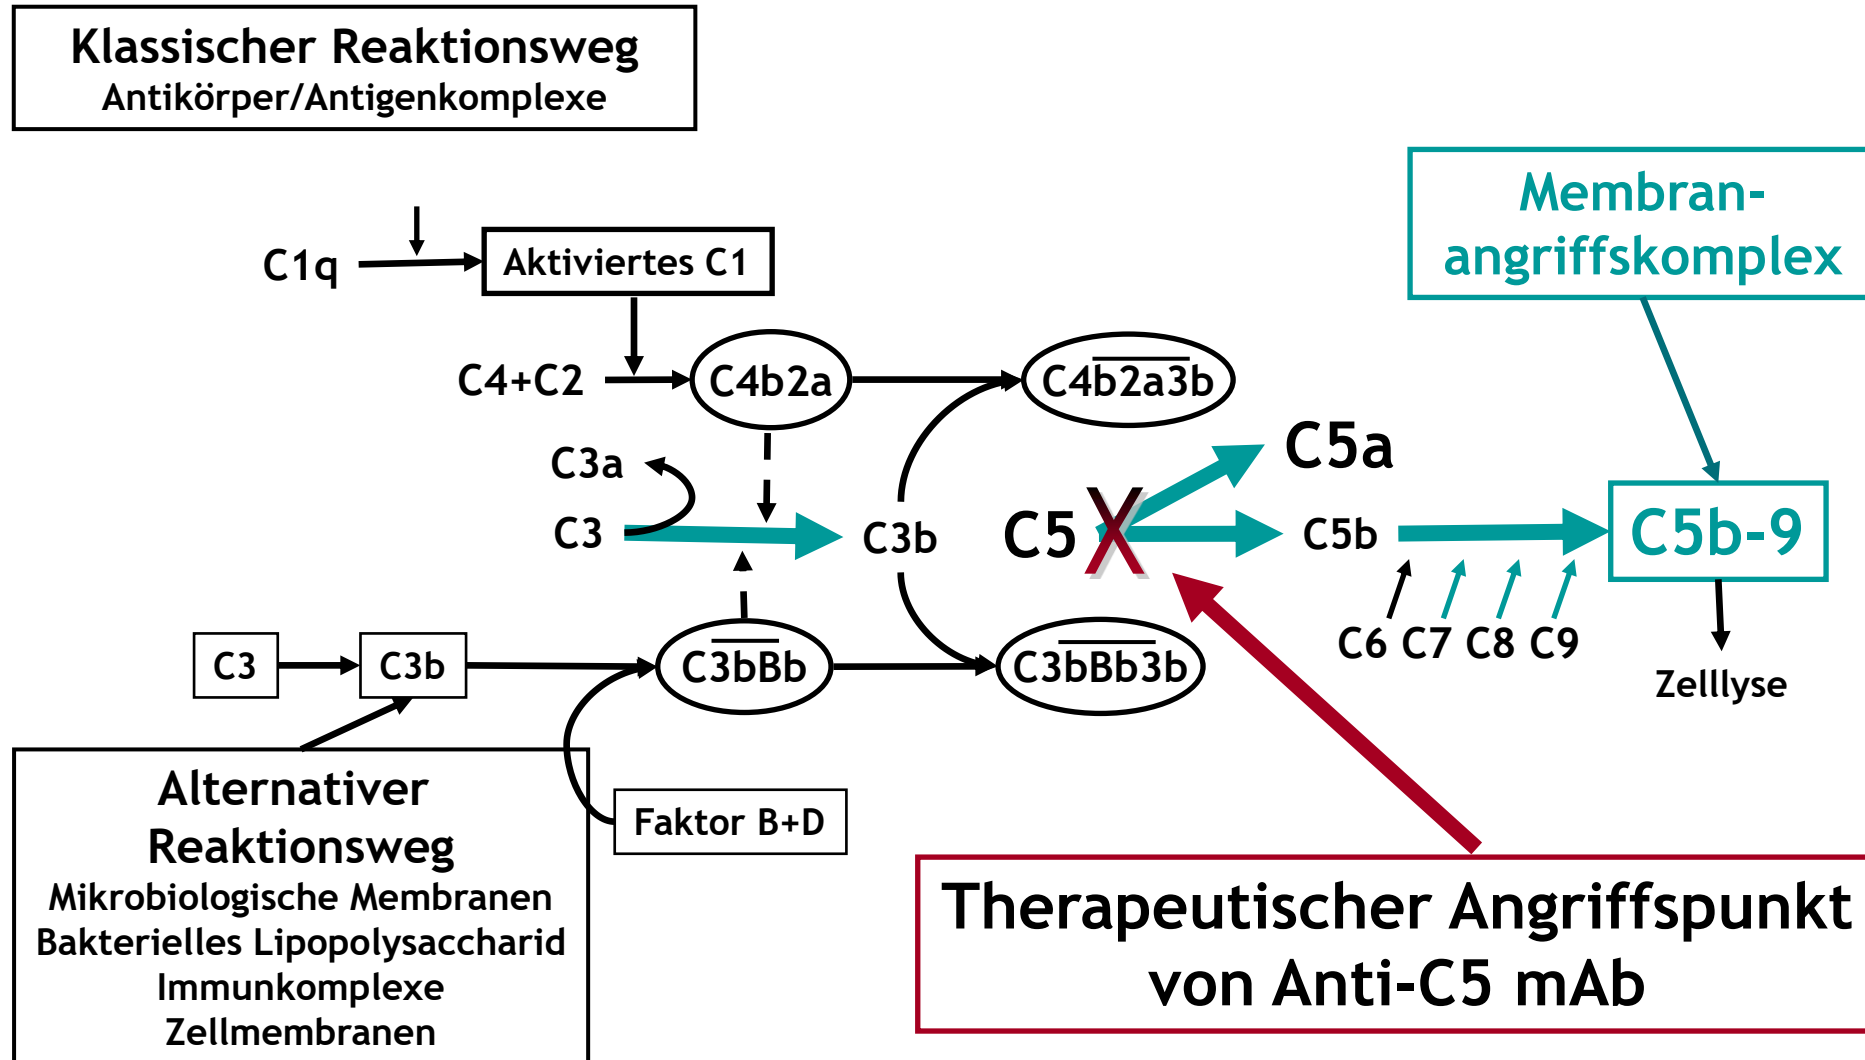 Klassischer Reaktionsweg
Antikörper/Antigenkomplexe
Membran-
angriffskomplex
C1q
Aktiviertes C1
C4+C2
C4b2a
C4b2a3b
C3a
C5a
C3
C3b
C5
X
C5b
C5b-9
C6 C7 C8 C9
C3
C3b
C3bBb
C3bBb3b
Zelllyse
Alternativer
Reaktionsweg
Mikrobiologische Membranen
Bakterielles Lipopolysaccharid
Immunkomplexe
Zellmembranen
Faktor B+D
Therapeutischer Angriffspunkt
von Anti-C5 mAb